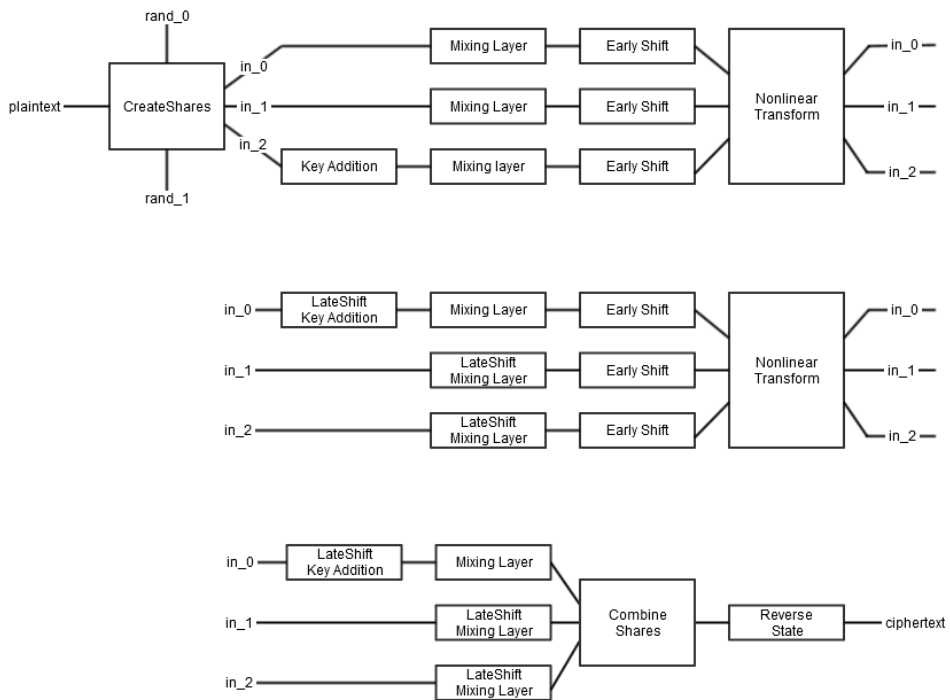 rand_0
in_0
Mixing Layer
Early Shift
in_0
plaintext
CreateShares
in_1
Mixing Layer
Early Shift
Nonlinear
Transform
in_1
in_2
Key Addition
Mixing layer
Early Shift
in_2
rand_1
in_0
LateShift
Key Addition
Mixing Layer
Early Shift
in_0
in_1
LateShift
Mixing Layer
Early Shift
Nonlinear
Transform
in_1
in_2
LateShift
Mixing Layer
Early Shift
in_2
in_0
LateShift
Key Addition
Mixing Layer
in_1
LateShift
Mixing Layer
Combine
Shares
Reverse
State
ciphertext
in_2
LateShift
Mixing Layer